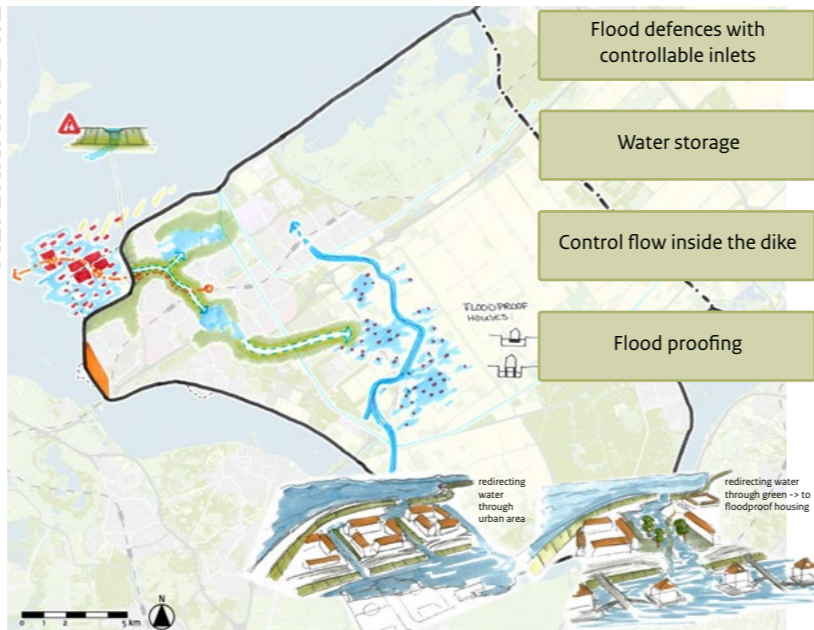 Flood defences with
controllable inlets
Water storage
Control flow inside the dike
Flood proofing
FLOODPROOF
HOUSES:
redirecting
water
through
urban area
redirecting water
through green -> to
floodproof housing
0 1 2 5 km
N